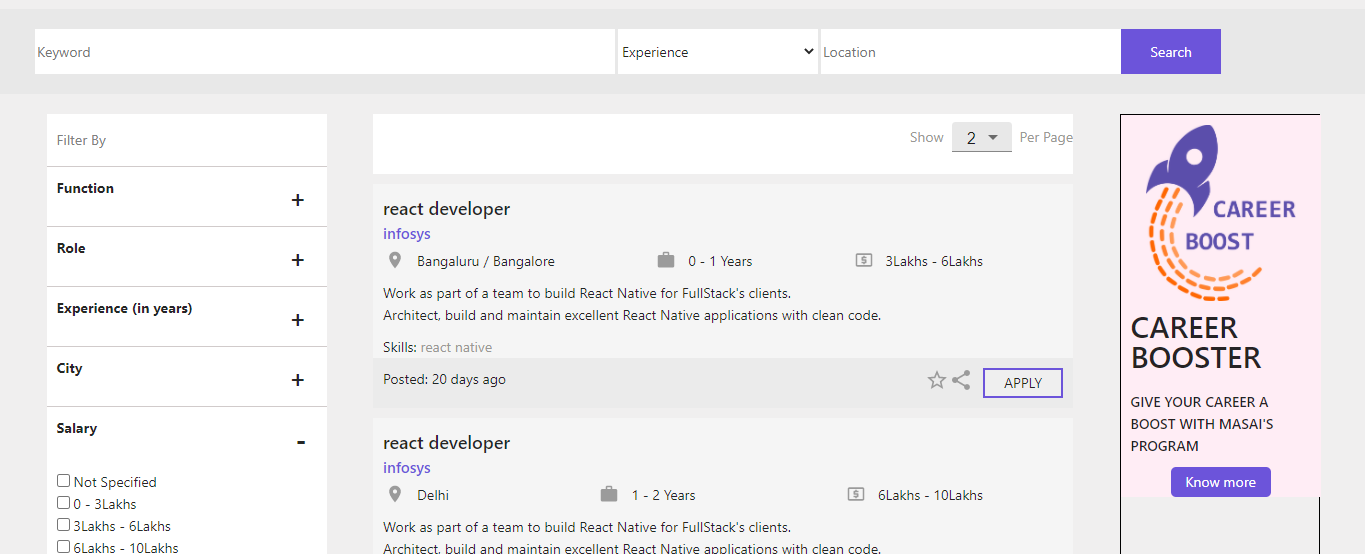 Keyword
Experience
Location
Search
Filter By
Function
+
Role
+
Experience (in years)
+
City
+
Salary
-
Not Specified
0 - 3Lakhs
3Lakhs - 6Lakhs
6Lakhs - 10Lakhs
Show 2 Per Page
react developer
infosys
Bangaluru / Bangalore 0 - 1 Years 3Lakhs - 6Lakhs
Work as part of a team to build React Native for FullStack's clients.
Architect, build and maintain excellent React Native applications with clean code.
Skills: react native
Posted: 20 days ago
APPLY
react developer
infosys
Delhi 1 - 2 Years 6Lakhs - 10Lakhs
Work as part of a team to build React Native for FullStack's clients.
Architect, build and maintain excellent React Native applications with clean code.
CAREER
BOOST
CAREER
BOOSTER
GIVE YOUR CAREER A
BOOST WITH MASAI'S
PROGRAM
Know more